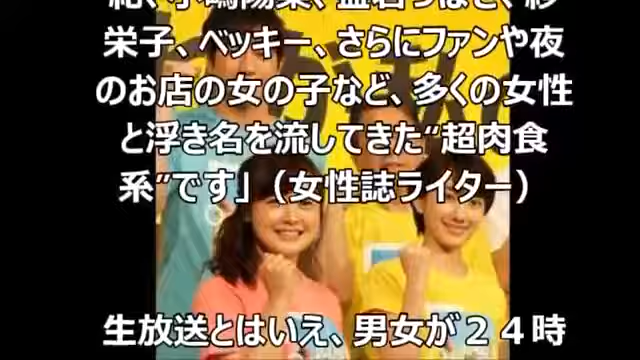 栄子、ベッキー、さらにファンや夜
のお店の女の子など、多くの女性
と浮き名を流してきた“超肉食
系”です」（女性誌ライター）
生放送とはいえ、男女が２４時